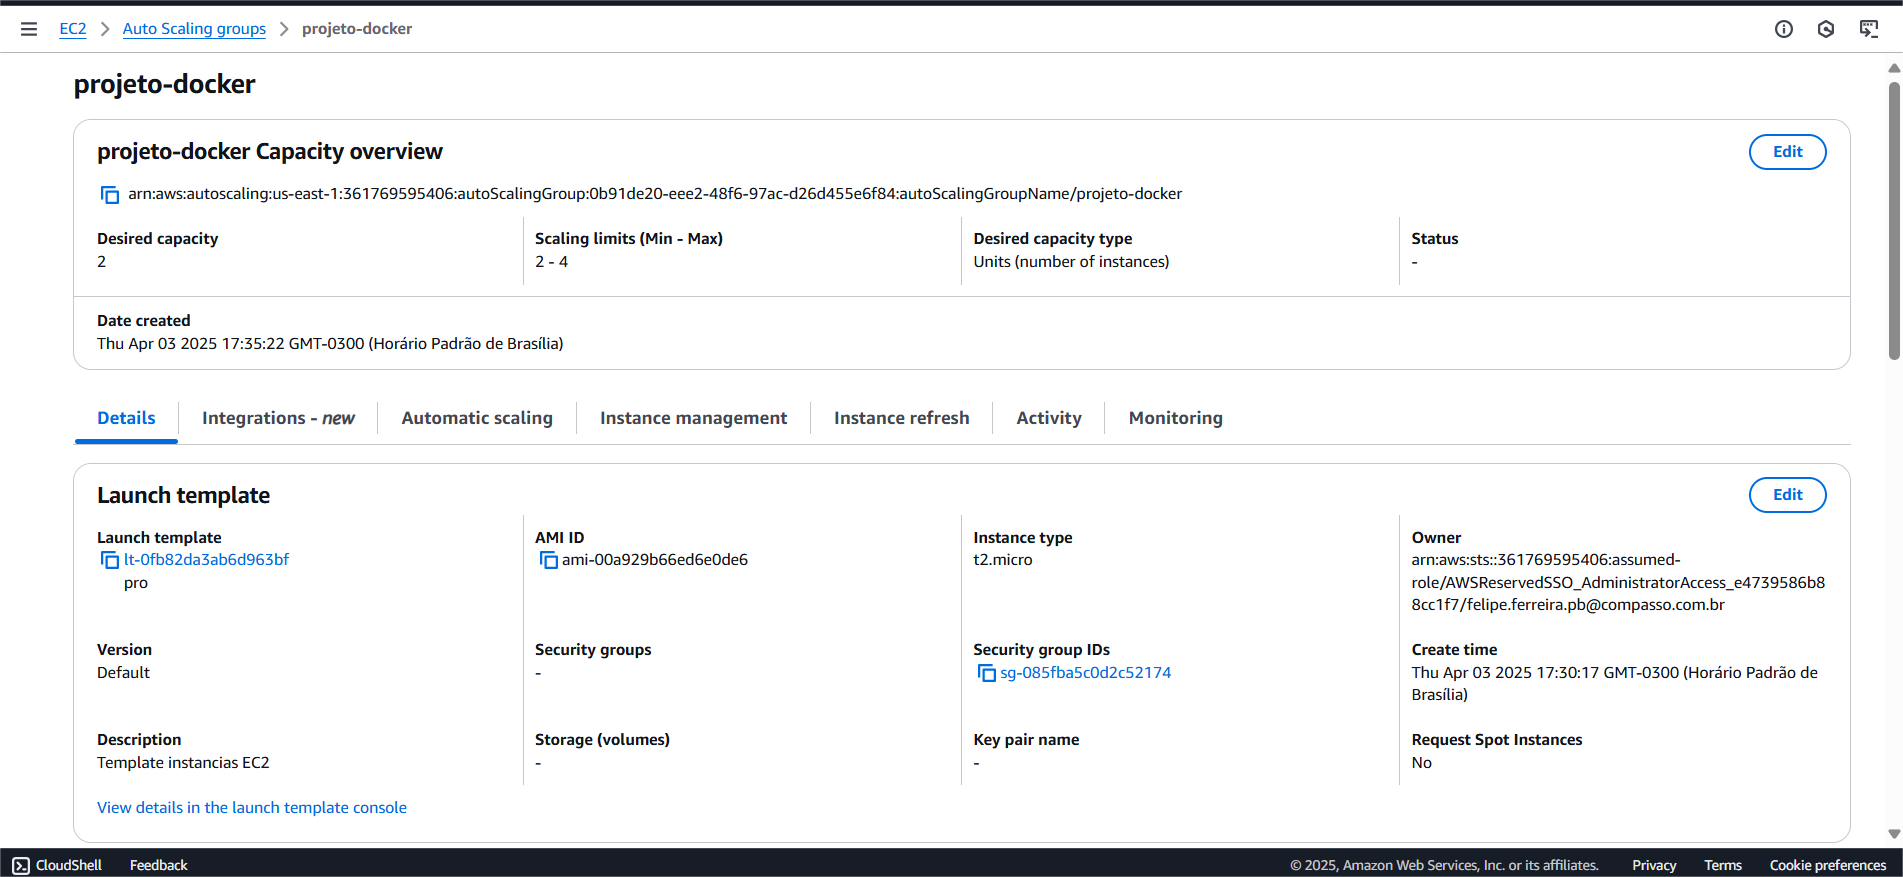 EC2 > Auto Scaling groups > projeto-docker
projeto-docker
projeto-docker Capacity overview
Edit
arn:aws:autoscaling:us-east-1:361769595406:autoScalingGroup:0b91de20-eee2-48f6-97ac-d26d455e6f84:autoScalingGroupName/projeto-docker
Desired capacity
2
Scaling limits (Min - Max)
2 - 4
Desired capacity type
Units (number of instances)
Status
-
Date created
Thu Apr 03 2025 17:35:22 GMT-0300 (Horário Padrão de Brasília)
Details
Integrations - new
Automatic scaling
Instance management
Instance refresh
Activity
Monitoring
Launch template
Edit
Launch template
lt-0fb82da3ab6d963bf
pro
AMI ID
ami-00a929b66ed6e0de6
Instance type
t2.micro
Owner
arn:aws:sts::361769595406:assumed-
role/AWSReservedSSO_AdministratorAccess_e4739586b8
8cc1f7/felipe.ferreira.pb@compasso.com.br
Version
Default
Security groups
-
Security group IDs
sg-085fba5c0d2c52174
Create time
Thu Apr 03 2025 17:30:17 GMT-0300 (Horário Padrão de
Brasília)
Description
Template instancias EC2
Storage (volumes)
-
Key pair name
-
Request Spot Instances
No
View details in the launch template console
CloudShell
Feedback
© 2025, Amazon Web Services, Inc. or its affiliates.
Privacy
Terms
Cookie preferences